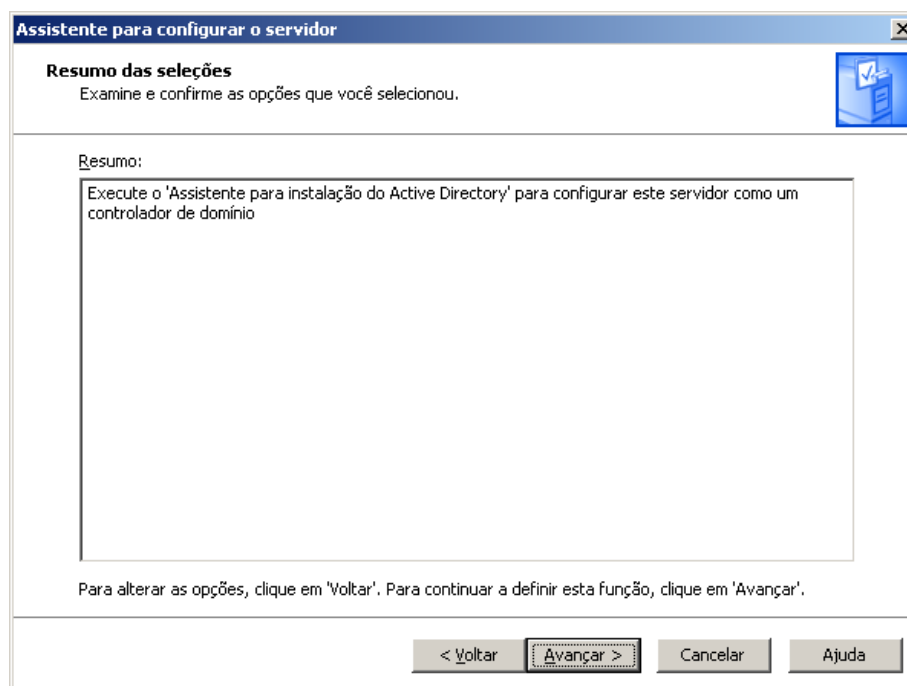 Assistente para configurar o servidor
Resumo das seleções
Examine e confirme as opções que você selecionou.
Resumo:
Execute o 'Assistente para instalação do Active Directory' para configurar este servidor como um
controlador de domínio
Para alterar as opções, clique em 'Voltar'. Para continuar a definir esta função, clique em 'Avançar'.
< Voltar Avançar > Cancelar Ajuda